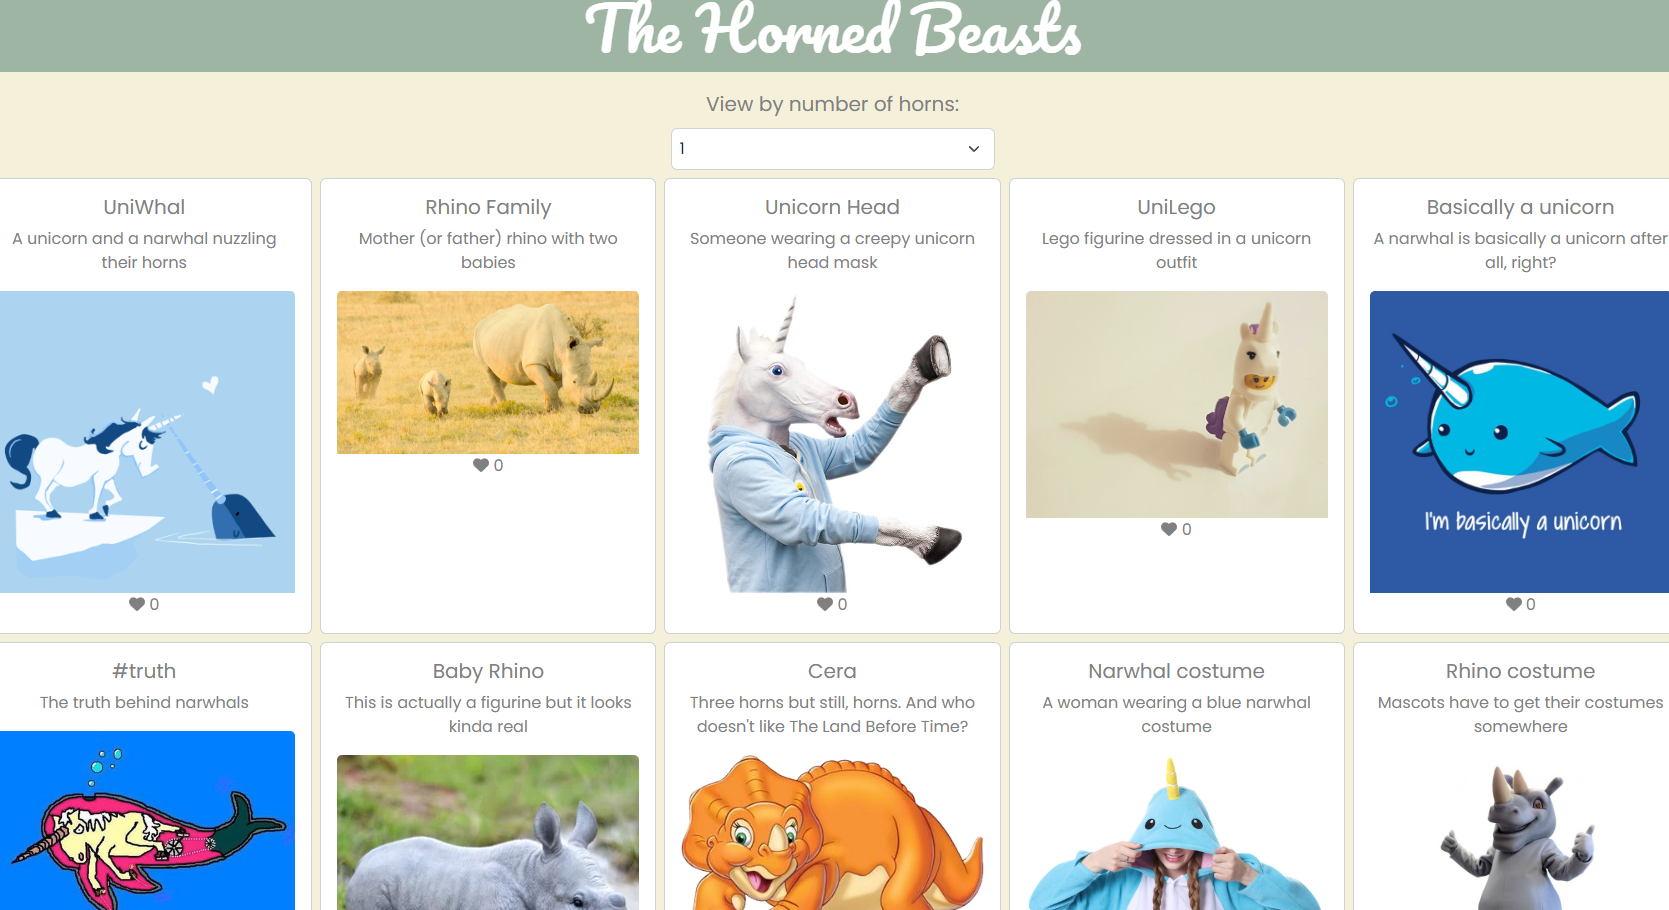 The Horned Beasts
View by number of horns:
1
UniWhal
A unicorn and a narwhal nuzzling
their horns
0
Rhino Family
Mother (or father) rhino with two
babies
0
Unicorn Head
Someone wearing a creepy unicorn
head mask
0
UniLego
Lego figurine dressed in a unicorn
outfit
0
Basically a unicorn
A narwhal is basically a unicorn after
all, right?
I'm basically a unicorn
0
#truth
The truth behind narwhals
Baby Rhino
This is actually a figurine but it looks
kinda real
Cera
Three horns but still, horns. And who
doesn't like The Land Before Time?
Narwhal costume
A woman wearing a blue narwhal
costume
Rhino costume
Mascots have to get their costumes
somewhere